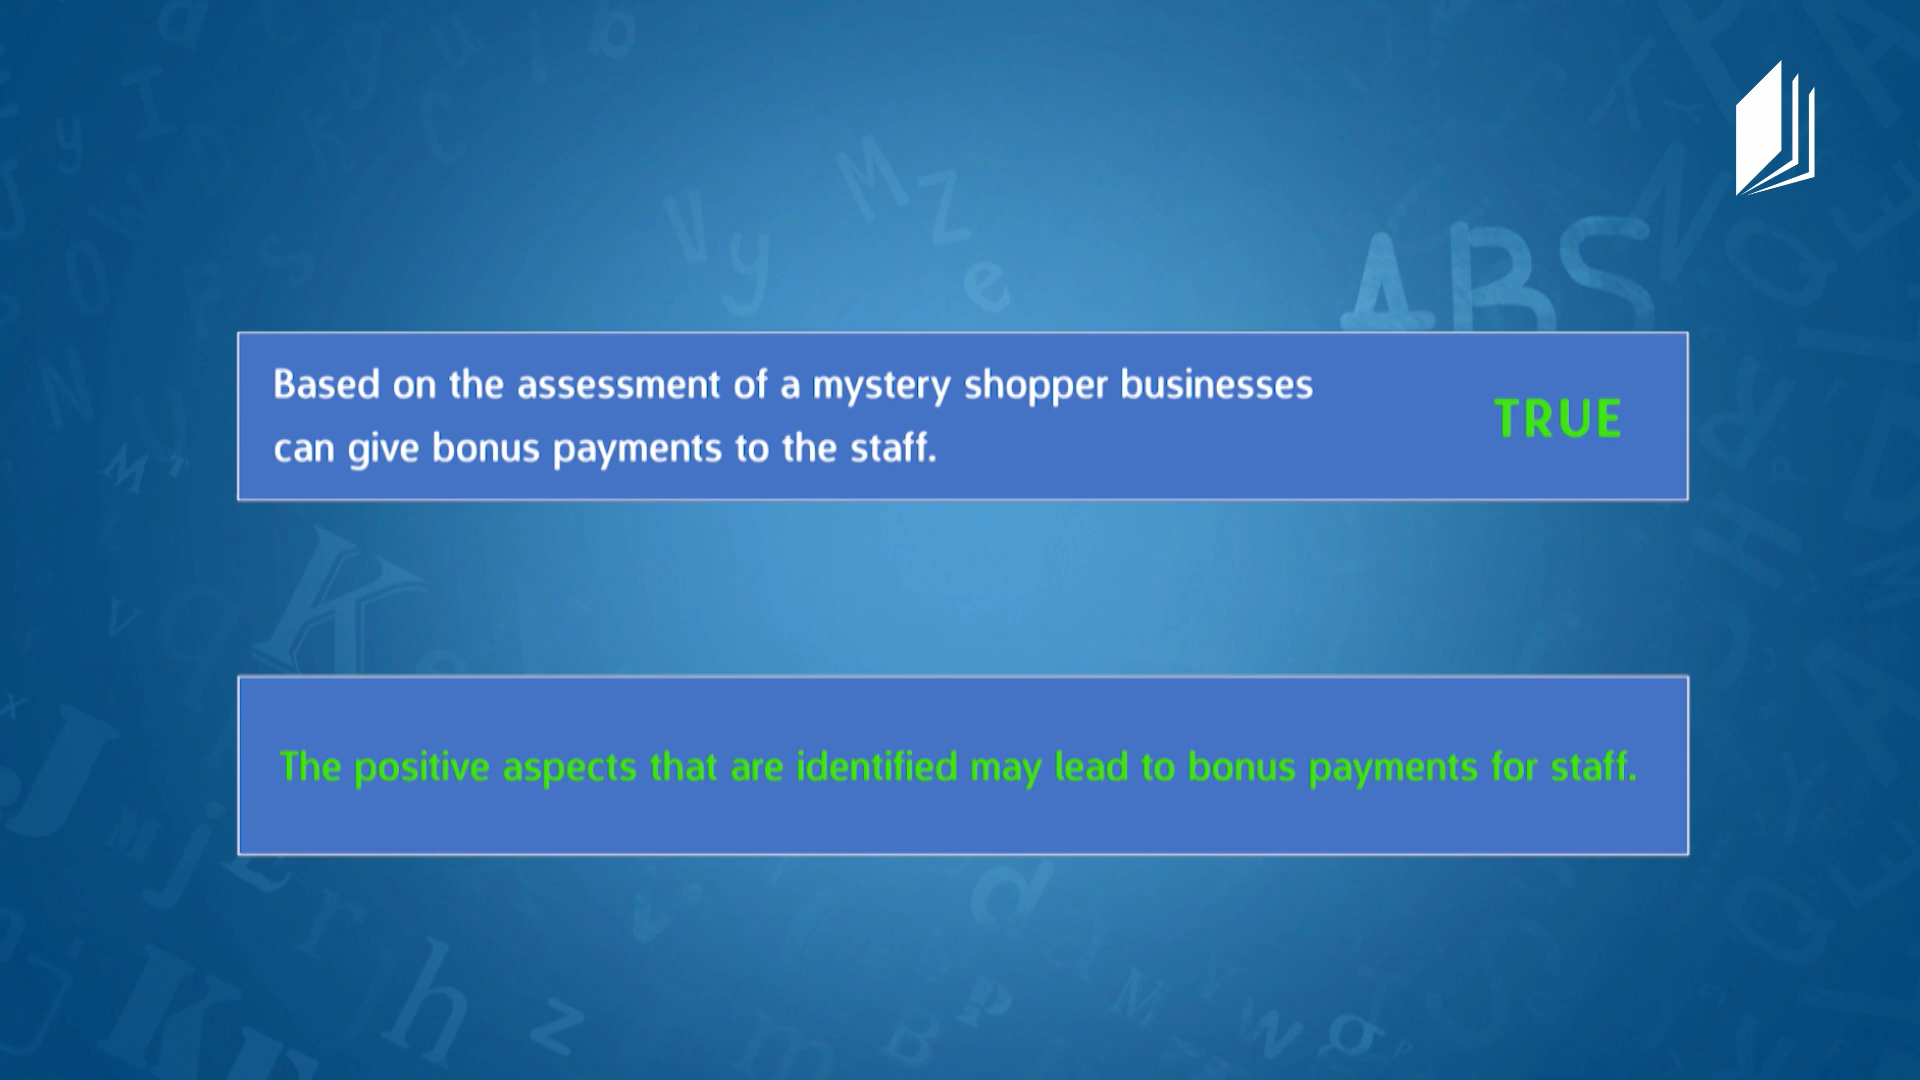 ABS
Based on the assessment of a mystery shopper businesses
can give bonus payments to the staff.
TRUE
The positive aspects that are identified may lead to bonus payments for staff.